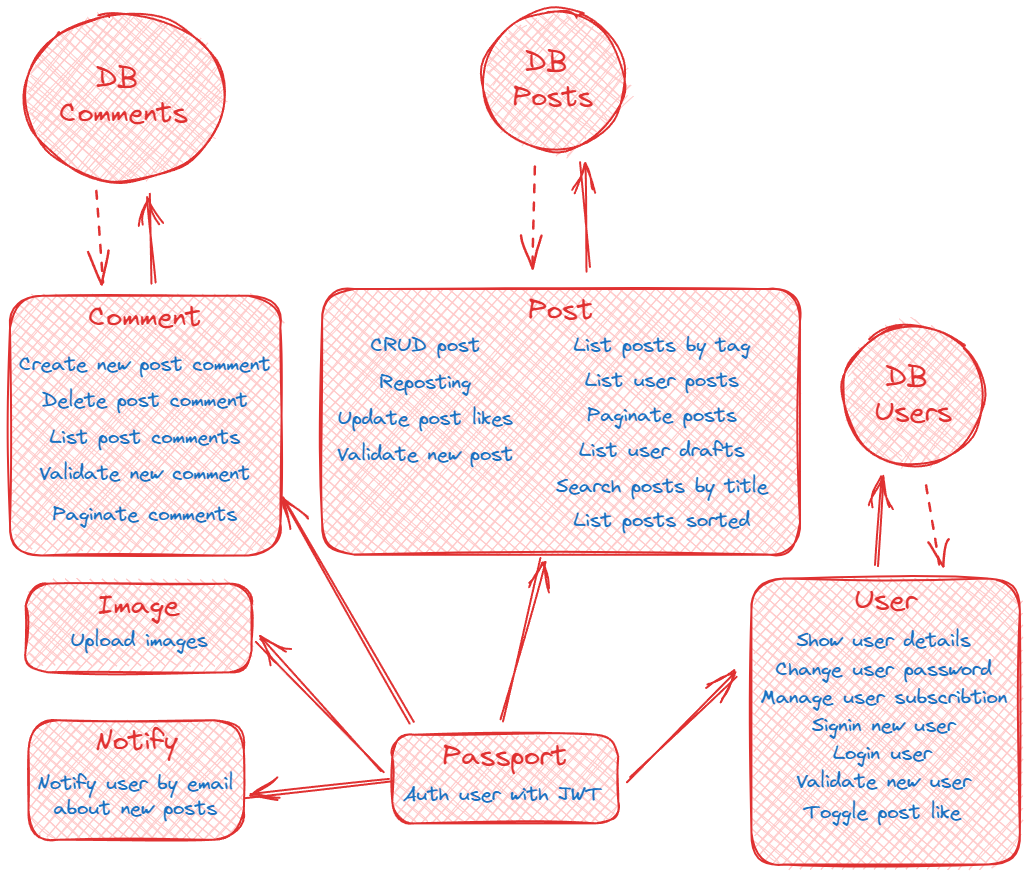 DB
Comments
DB
Posts
Comment
Create new post comment
Delete post comment
List post comments
Validate new comment
Paginate comments
Post
CRUD post
Reposting
Update post likes
Validate new post
List posts by tag
List user posts
Paginate posts
List user drafts
Search posts by title
List posts sorted
DB
Users
Image
Upload images
Notify
Notify user by email
about new posts
Passport
Auth user with JWT
User
Show user details
Change user password
Manage user subscribtion
Signin new user
Login user
Validate new user
Toggle post like